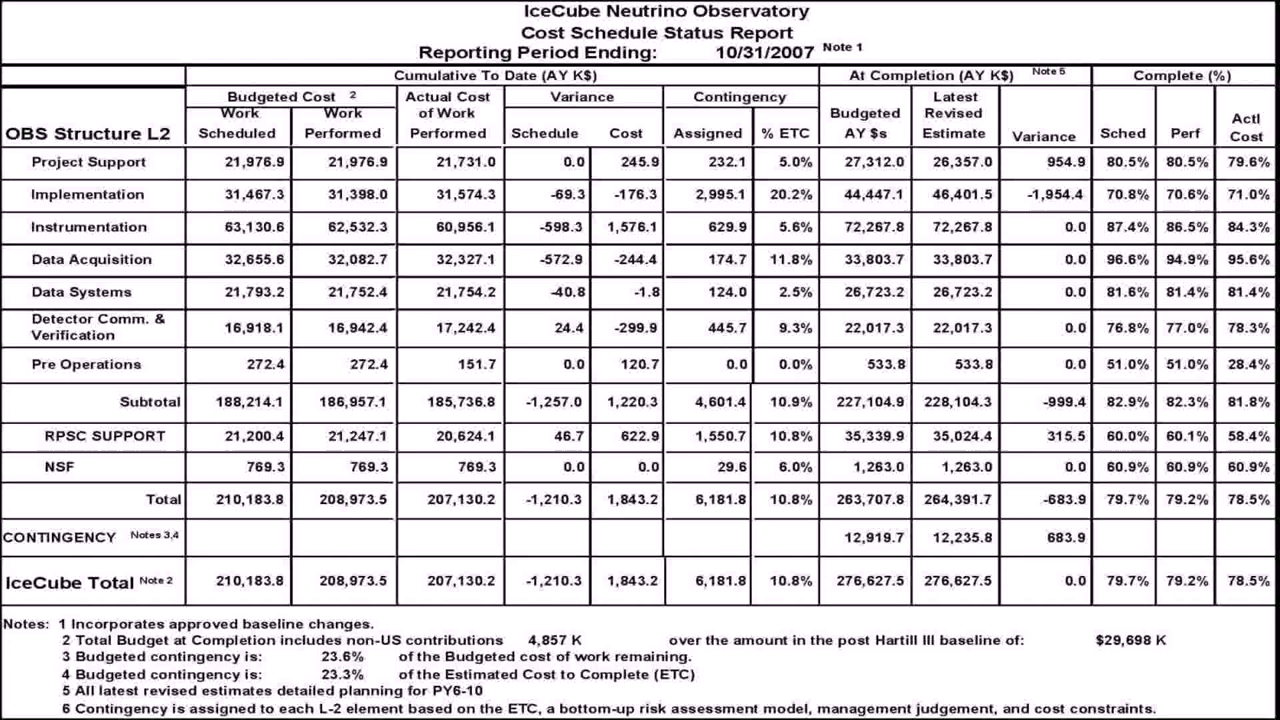 IceCube Neutrino Observatory
Cost Schedule Status Report
Reporting Period Ending: 10/31/2007 Note 1
Cumulative To Date (AY K$) At Completion (AY K$) Note 5 Complete (%)
Budgeted Cost 2 Actual Cost of Work Performed Variance Contingency Budgeted AY $s Latest Revised Estimate Variance Sched Perf Actl Cost
OBS Structure L2 Work Scheduled Work Performed Schedule Cost Assigned % ETC
Project Support 21,976.9 21,976.9 21,731.0 0.0 245.9 232.1 5.0% 27,312.0 26,357.0 954.9 80.5% 80.5% 79.6%
Implementation 31,467.3 31,398.0 31,574.3 -69.3 -176.3 2,995.1 20.2% 44,447.1 46,401.5 -1,954.4 70.8% 70.6% 71.0%
Instrumentation 63,130.6 62,532.3 60,956.1 -598.3 1,576.1 629.9 5.6% 72,267.8 72,267.8 0.0 87.4% 86.5% 84.3%
Data Acquisition 32,655.6 32,082.7 32,327.1 -572.9 -244.4 174.7 11.8% 33,803.7 33,803.7 0.0 96.6% 94.9% 95.6%
Data Systems 21,793.2 21,752.4 21,754.2 -40.8 -1.8 124.0 2.5% 26,723.2 26,723.2 0.0 81.6% 81.4% 81.4%
Detector Comm. & Verification 16,918.1 16,942.4 17,242.4 24.4 -299.9 445.7 9.3% 22,017.3 22,017.3 0.0 76.8% 77.0% 78.3%
Pre Operations 272.4 272.4 151.7 0.0 120.7 0.0 0.0% 533.8 533.8 0.0 51.0% 51.0% 28.4%
Subtotal 188,214.1 186,957.1 185,736.8 -1,257.0 1,220.3 4,601.4 10.9% 227,104.9 228,104.3 -999.4 82.9% 82.3% 81.8%
RPSC SUPPORT 21,200.4 21,247.1 20,624.1 46.7 622.9 1,550.7 10.8% 35,339.9 35,024.4 315.5 60.0% 60.1% 58.4%
NSF 769.3 769.3 769.3 0.0 0.0 29.6 6.0% 1,263.0 1,263.0 0.0 60.9% 60.9% 60.9%
Total 210,183.8 208,973.5 207,130.2 -1,210.3 1,843.2 6,181.8 10.8% 263,707.8 264,391.7 -683.9 79.7% 79.2% 78.5%
CONTINGENCY Notes 3,4 12,919.7 12,235.8 683.9
IceCube Total Note 2 210,183.8 208,973.5 207,130.2 -1,210.3 1,843.2 6,181.8 10.8% 276,627.5 276,627.5 0.0 79.7% 79.2% 78.5%
Notes: 1 Incorporates approved baseline changes.
2 Total Budget at Completion includes non-US contributions 4,857 K over the amount in the post Hartill III baseline of: $29,698 K
3 Budgeted contingency is: 23.6% of the Budgeted cost of work remaining.
4 Budgeted contingency is: 23.3% of the Estimated Cost to Complete (ETC)
5 All latest revised estimates detailed planning for PY6-10
6 Contingency is assigned to each L-2 element based on the ETC, a bottom-up risk assessment model, management judgement, and cost constraints.